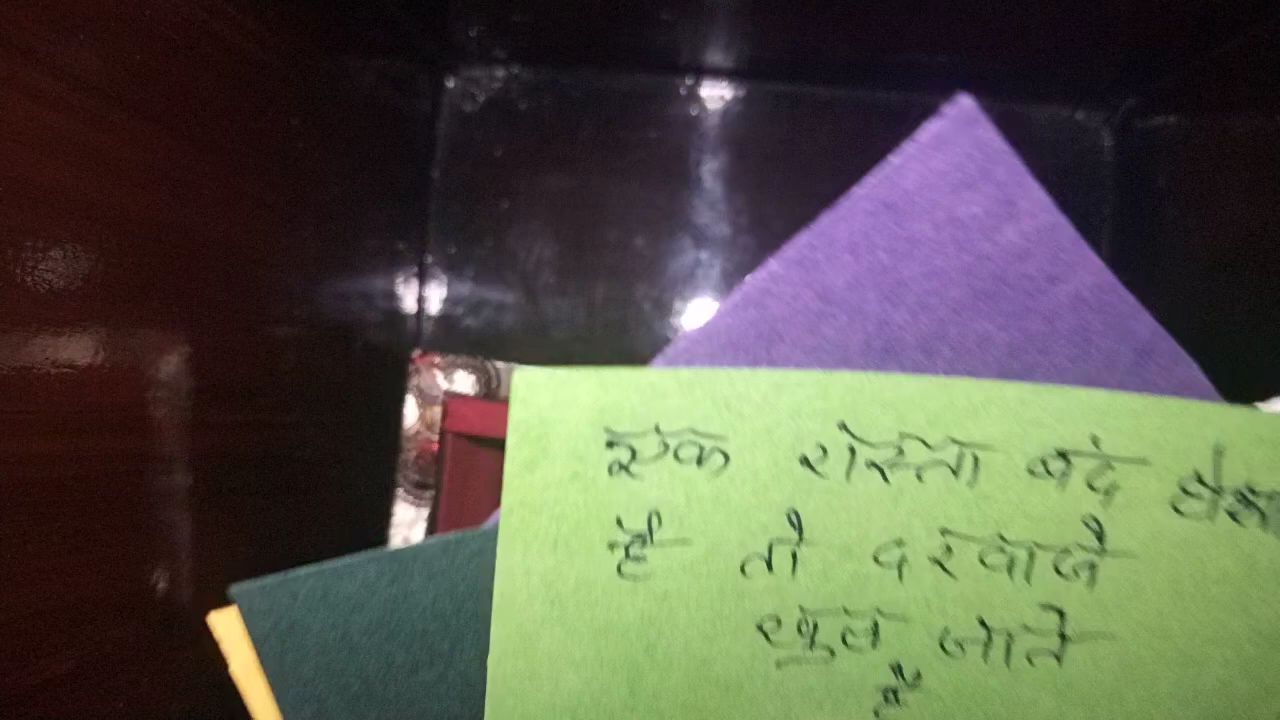 एक रास्ता बंद
है तो दरवाजे
खुल जाते
है